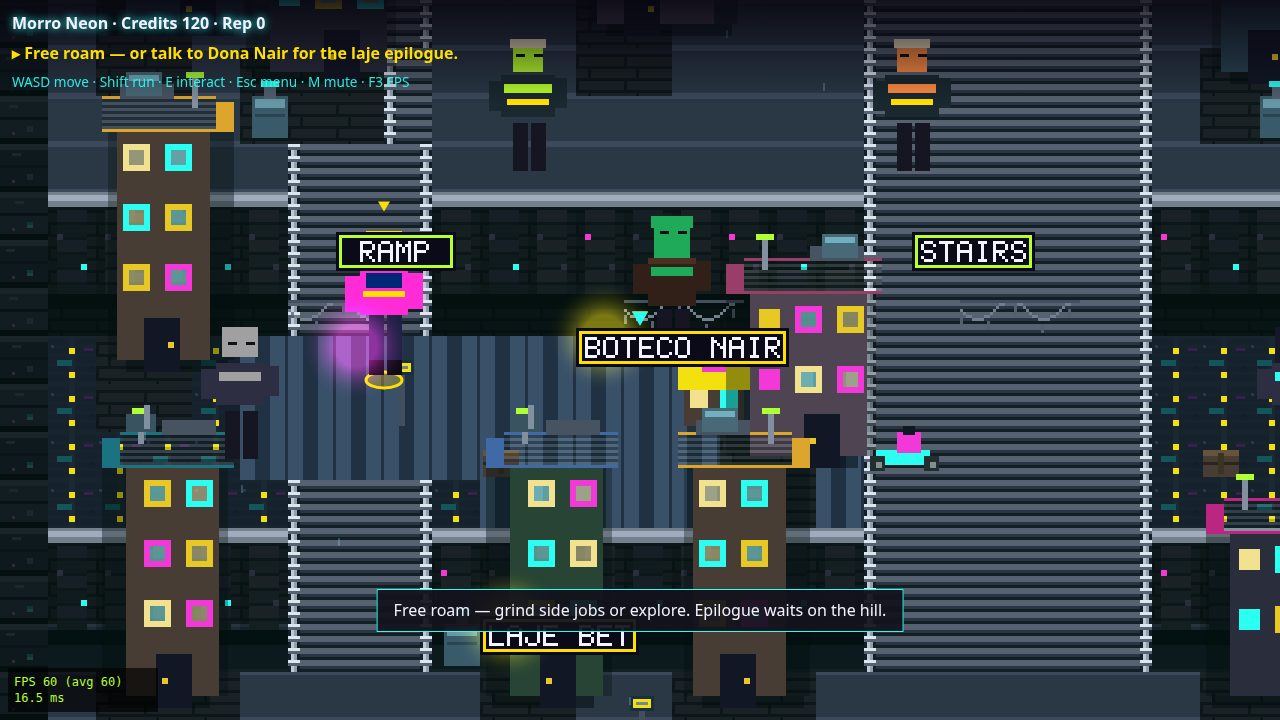 Morro Neon · Credits 120 · Rep 0
▸ Free roam — or talk to Dona Nair for the laje epilogue.
WASD move · Shift run · E interact · Esc menu · M mute · F3 FPS
RAMP
STAIRS
BOTECO NAIR
Free roam — grind side jobs or explore. Epilogue waits on the hill.
LAJE BET
FPS 60 (avg 60)
16.5 ms